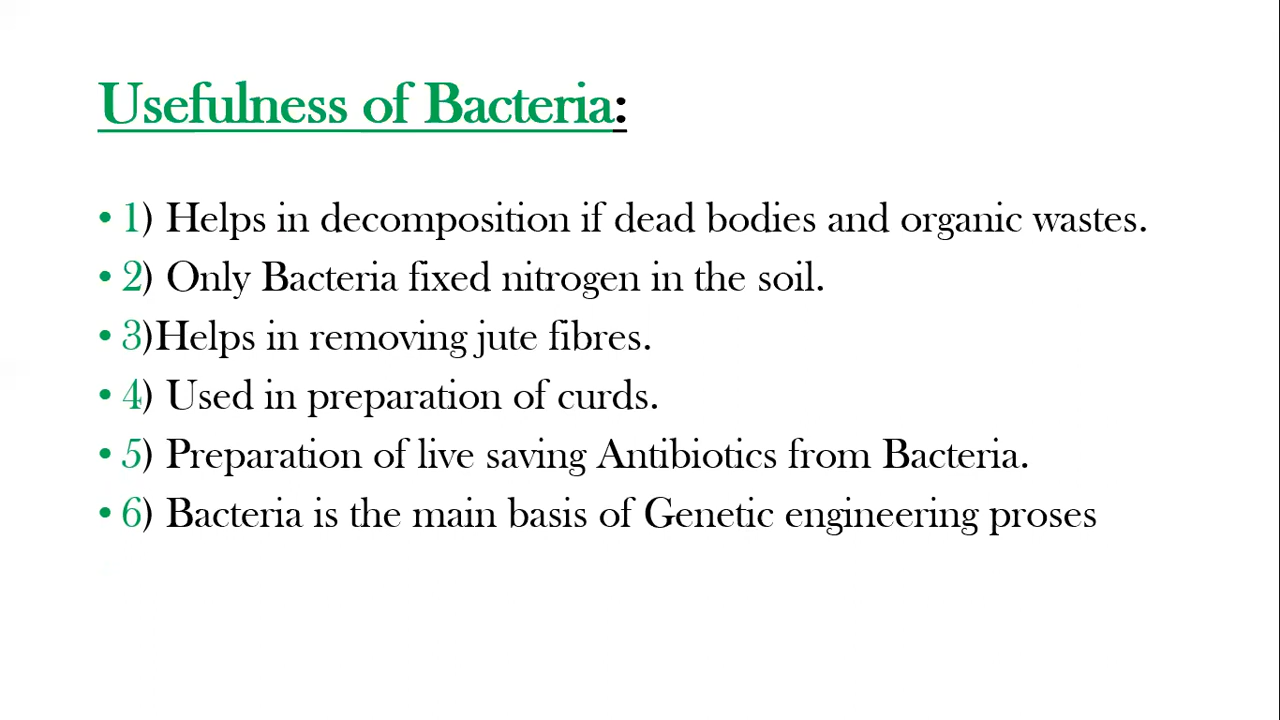 Usefulness of Bacteria:
• 1) Helps in decomposition if dead bodies and organic wastes.
• 2) Only Bacteria fixed nitrogen in the soil.
• 3)Helps in removing jute fibres.
• 4) Used in preparation of curds.
• 5) Preparation of live saving Antibiotics from Bacteria.
• 6) Bacteria is the main basis of Genetic engineering proses